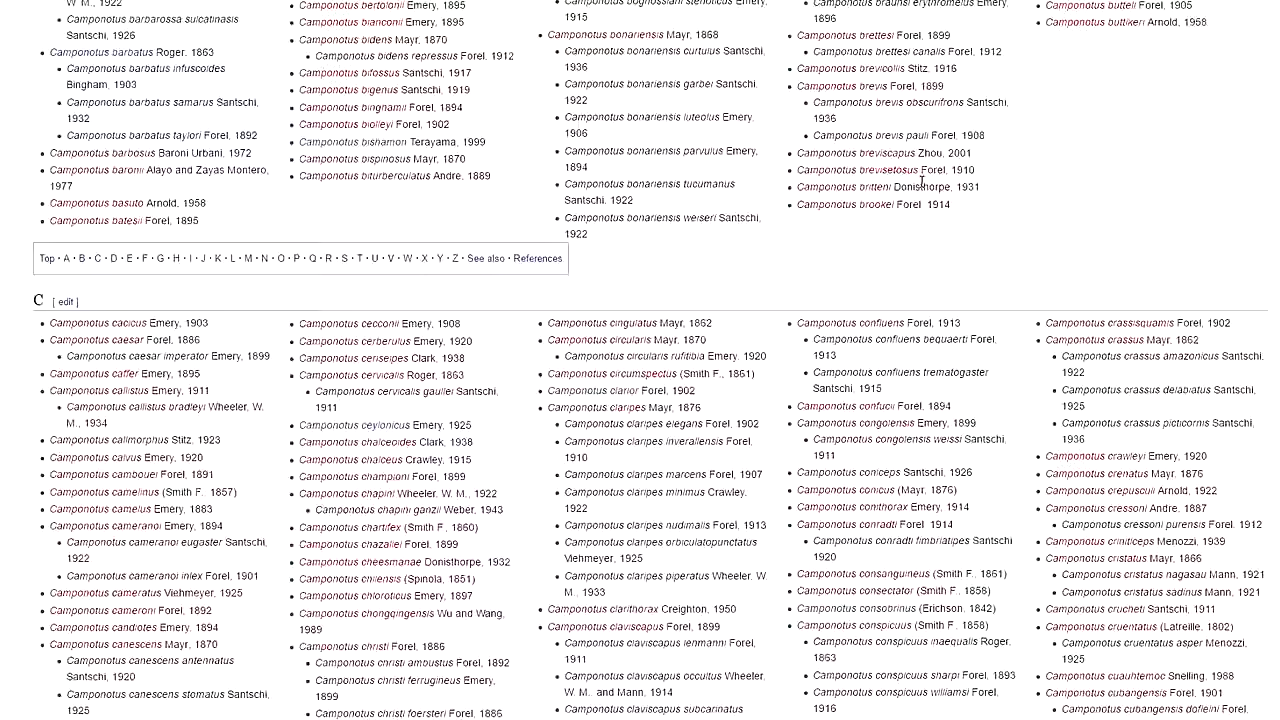 W. M., 1922
Camponotus barbarossa sulcatinasis
Santschi, 1926
Camponotus barbatus Roger, 1863
Camponotus barbatus infuscoides
Bingham, 1903
Camponotus barbatus samarus Santschi,
1932
Camponotus barbatus taylori Forel, 1892
Camponotus barbosus Baroni Urbani, 1972
Camponotus baronii Alayo and Zayas Montero,
1977
Camponotus basuto Arnold, 1958
Camponotus batesii Forel, 1895
Camponotus bertolonii Emery, 1895
Camponotus bianconii Emery, 1895
Camponotus bidens Mayr, 1870
Camponotus bidens repressus Forel, 1912
Camponotus bifossus Santschi, 1917
Camponotus bigenus Santschi, 1919
Camponotus binghamii Forel, 1894
Camponotus biolleyi Forel, 1902
Camponotus bishamon Terayama, 1999
Camponotus bispinosus Mayr, 1870
Camponotus biturberculatus Andre, 1889
Camponotus boghossiani stenoticus Emery,
1915
Camponotus bonariensis Mayr, 1868
Camponotus bonariensis curtulus Santschi,
1936
Camponotus bonariensis garbei Santschi,
1922
Camponotus bonariensis luteolus Emery,
1906
Camponotus bonariensis parvulus Emery,
1894
Camponotus bonariensis tucumanus
Santschi, 1922
Camponotus bonariensis weiseri Santschi,
1922
Camponotus braunsi erythromelus Emery,
1896
Camponotus brettesi Forel, 1899
Camponotus brettesi canalis Forel, 1912
Camponotus brevicollis Stitz, 1916
Camponotus brevis Forel, 1899
Camponotus brevis obscurifrons Santschi,
1936
Camponotus brevis pauli Forel, 1908
Camponotus breviscapus Zhou, 2001
Camponotus brevisetosus Forel, 1910
Camponotus britteni Donisthorpe, 1931
Camponotus brookei Forel, 1914
Camponotus buttelii Forel, 1905
Camponotus buttikeri Arnold, 1958
Top · A · B · C · D · E · F · G · H · I · J · K · L · M · N · O · P · Q · R · S · T · U · V · W · X · Y · Z · See also · References
C [ edit ]
Camponotus cacicus Emery, 1903
Camponotus caesar Forel, 1886
Camponotus caesar imperator Emery, 1899
Camponotus caffer Emery, 1895
Camponotus callistus Emery, 1911
Camponotus callistus bradleyi Wheeler, W.
M., 1934
Camponotus callmorphus Stitz, 1923
Camponotus calvus Emery, 1920
Camponotus cambouei Forel, 1891
Camponotus camelinus (Smith F., 1857)
Camponotus camelus Emery, 1883
Camponotus cameranoi Emery, 1894
Camponotus cameranoi eugaster Santschi,
1922
Camponotus cameranoi inlex Forel, 1901
Camponotus cameratus Viehmeyer, 1925
Camponotus cameroni Forel, 1892
Camponotus candiotes Emery, 1894
Camponotus canescens Mayr, 1870
Camponotus canescens antennatus
Santschi, 1920
Camponotus canescens stomatus Santschi,
1925
Camponotus cecconii Emery, 1908
Camponotus cerberulus Emery, 1920
Camponotus ceriseipes Clark, 1938
Camponotus cervicalis Roger, 1863
Camponotus cervicalis gaullei Santschi,
1911
Camponotus ceylonicus Emery, 1925
Camponotus chalceoides Clark, 1938
Camponotus chalceus Crawley, 1915
Camponotus championi Forel, 1899
Camponotus chapini Wheeler, W. M., 1922
Camponotus chapini ganzii Weber, 1943
Camponotus chartifex (Smith F., 1860)
Camponotus chazaliei Forel, 1899
Camponotus cheesmanae Donisthorpe, 1932
Camponotus chilensis (Spinola, 1851)
Camponotus chloroticus Emery, 1897
Camponotus chongqingensis Wu and Wang,
1989
Camponotus christi Forel, 1886
Camponotus christi ambustus Forel, 1892
Camponotus christi ferrugineus Emery,
1899
Camponotus christi foersteri Forel, 1886
Camponotus cingulatus Mayr, 1862
Camponotus circularis Mayr, 1870
Camponotus circularis rufitibia Emery, 1920
Camponotus circumspectus (Smith F., 1861)
Camponotus clarior Forel, 1902
Camponotus claripes Mayr, 1876
Camponotus claripes elegans Forel, 1902
Camponotus claripes inverallensis Forel,
1910
Camponotus claripes marcens Forel, 1907
Camponotus claripes minimus Crawley,
1922
Camponotus claripes nudimalis Forel, 1913
Camponotus claripes orbiculatopunctatus
Viehmeyer, 1925
Camponotus claripes piperatus Wheeler, W.
M., 1933
Camponotus clarithorax Creighton, 1950
Camponotus claviscapus Forel, 1899
Camponotus claviscapus lenmanni Forel,
1911
Camponotus claviscapus occultus Wheeler,
W. M. and Mann, 1914
Camponotus claviscapus subcarinatus
Camponotus confluens Forel, 1913
Camponotus confluens bequaerti Forel,
1913
Camponotus confluens trematogaster
Santschi, 1915
Camponotus confucii Forel, 1894
Camponotus congolensis Emery, 1899
Camponotus congolensis weissi Santschi,
1911
Camponotus coniceps Santschi, 1926
Camponotus conicus (Mayr, 1876)
Camponotus conithorax Emery, 1914
Camponotus conradti Forel, 1914
Camponotus conradti fimbriatipes Santschi,
1920
Camponotus consanguineus (Smith F., 1861)
Camponotus consectator (Smith F., 1858)
Camponotus consobrinus (Erichson, 1842)
Camponotus conspicuus (Smith F., 1858)
Camponotus conspicuus inaequalis Roger,
1863
Camponotus conspicuus sharpi Forel, 1893
Camponotus conspicuus williamsi Forel,
1916
Camponotus crassisquamis Forel, 1902
Camponotus crassus Mayr, 1862
Camponotus crassus amazonicus Santschi,
1922
Camponotus crassus delabiatus Santschi,
1925
Camponotus crassus picticornis Santschi,
1936
Camponotus crawleyi Emery, 1920
Camponotus crenatus Mayr, 1876
Camponotus crepusculi Arnold, 1922
Camponotus cressoni Andre, 1887
Camponotus cressoni purensis Forel, 1912
Camponotus criniticeps Menozzi, 1939
Camponotus cristatus Mayr, 1866
Camponotus cristatus nagasau Mann, 1921
Camponotus cristatus sadinus Mann, 1921
Camponotus crucheti Santschi, 1911
Camponotus cruentatus (Latreille, 1802)
Camponotus cruentatus asper Menozzi,
1925
Camponotus cuauhtemoc Snelling, 1988
Camponotus cubangensis Forel, 1901
Camponotus cubangensis dofleini Forel,